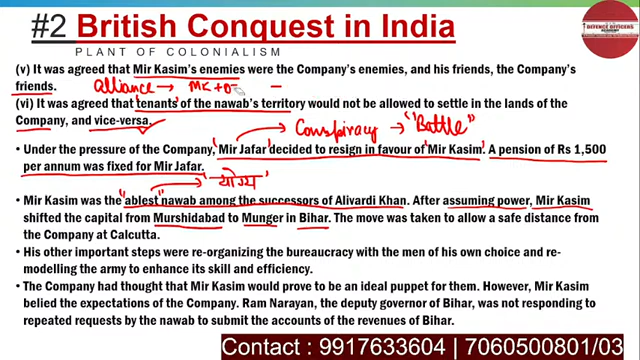 #2 British Conquest in India
PLANT OF COLONIALISM
DEFENCE OFFICERS
(v) It was agreed that Mir Kasim's enemies were the Company's enemies, and his friends, the Company's
friends.
alliance → MK +
(vi) It was agreed that 'tenants' of the nawab's territory would not be allowed to settle in the lands of the
Company, and vice-versa.
Conspiracy → "Battle"
• Under the pressure of the Company, 'Mir Jafar' decided to resign in favour of 'Mir Kasim'. A pension of Rs 1,500
per annum was fixed for Mir Jafar.
योग्य
• Mir Kasim was the "ablest" nawab among the successors of Alivardi Khan. After assuming power, Mir Kasim
shifted the capital from Murshidabad to Munger in Bihar. The move was taken to allow a safe distance from
the Company at Calcutta.
• His other important steps were re-organizing the bureaucracy with the men of his own choice and re-
modelling the army to enhance its skill and efficiency.
• The Company had thought that Mir Kasim would prove to be an ideal puppet for them. However, Mir Kasim
belied the expectations of the Company. Ram Narayan, the deputy governor of Bihar, was not responding to
repeated requests by the nawab to submit the accounts of the revenues of Bihar.
Contact : 9917633604 | 7060500801/03